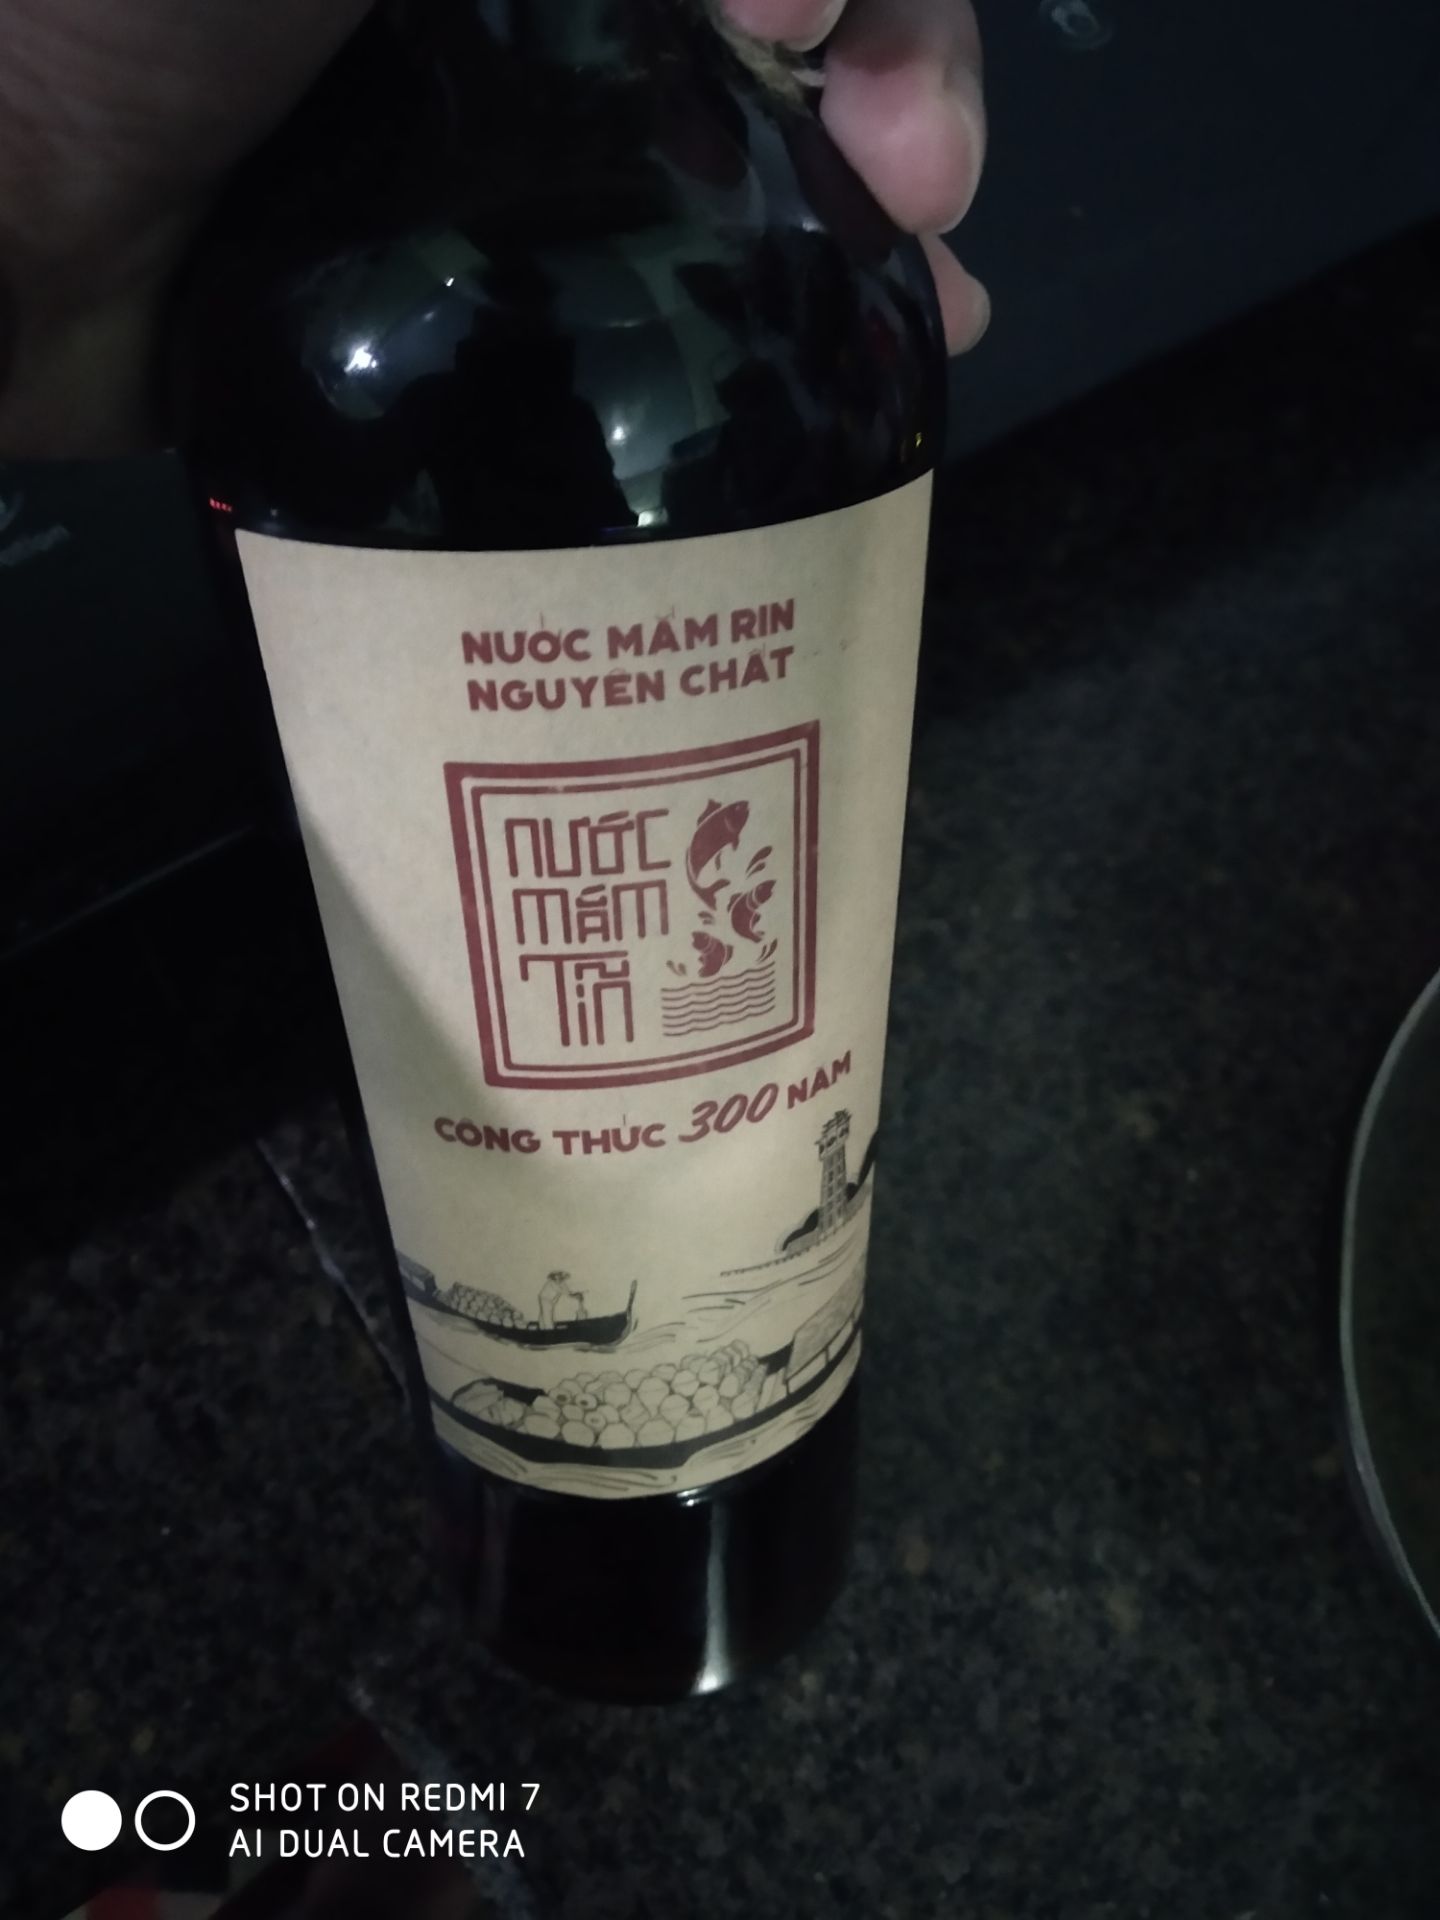 NƯỚC MẮM RIN
NGUYÊN CHẤT
NƯỚC
MẮM
TĨN
CÔNG THỨC 300 NĂM
SHOT ON REDMI 7
AI DUAL CAMERA